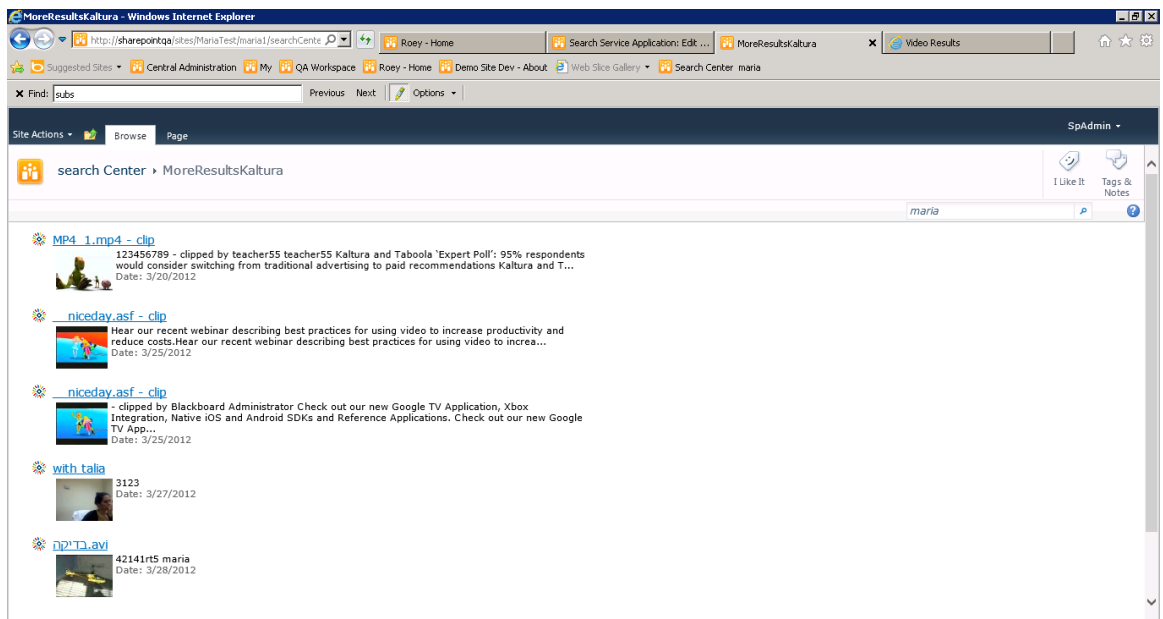 MoreResultsKaltura - Windows Internet Explorer
http://sharepointqa/sites/MariaTest/maria1/searchCente
Roey - Home
Search Service Application: Edit ...
MoreResultsKaltura
Video Results
Suggested Sites
Central Administration
My
QA Workspace
Roey - Home
Demo Site Dev - About
Web Slice Gallery
Search Center maria
Find: subs
Previous
Next
Options
SpAdmin
Site Actions
Browse
Page
search Center
MoreResultsKaltura
I Like It
Tags &
Notes
maria
MP4_1.mp4 - clip
123456789 - clipped by teacher55 teacher55 Kaltura and Taboola 'Expert Poll': 95% respondents
would consider switching from traditional advertising to paid recommendations Kaltura and T...
Date: 3/20/2012
__niceday.asf - clip
Hear our recent webinar describing best practices for using video to increase productivity and
reduce costs.Hear our recent webinar describing best practices for using video to increa...
Date: 3/25/2012
__niceday.asf - clip
- clipped by Blackboard Administrator Check out our new Google TV Application, Xbox
Integration, Native iOS and Android SDKs and Reference Applications. Check out our new Google
TV App...
Date: 3/25/2012
with talia
3123
Date: 3/27/2012
בדיקה.avi
42141rt5 maria
Date: 3/28/2012